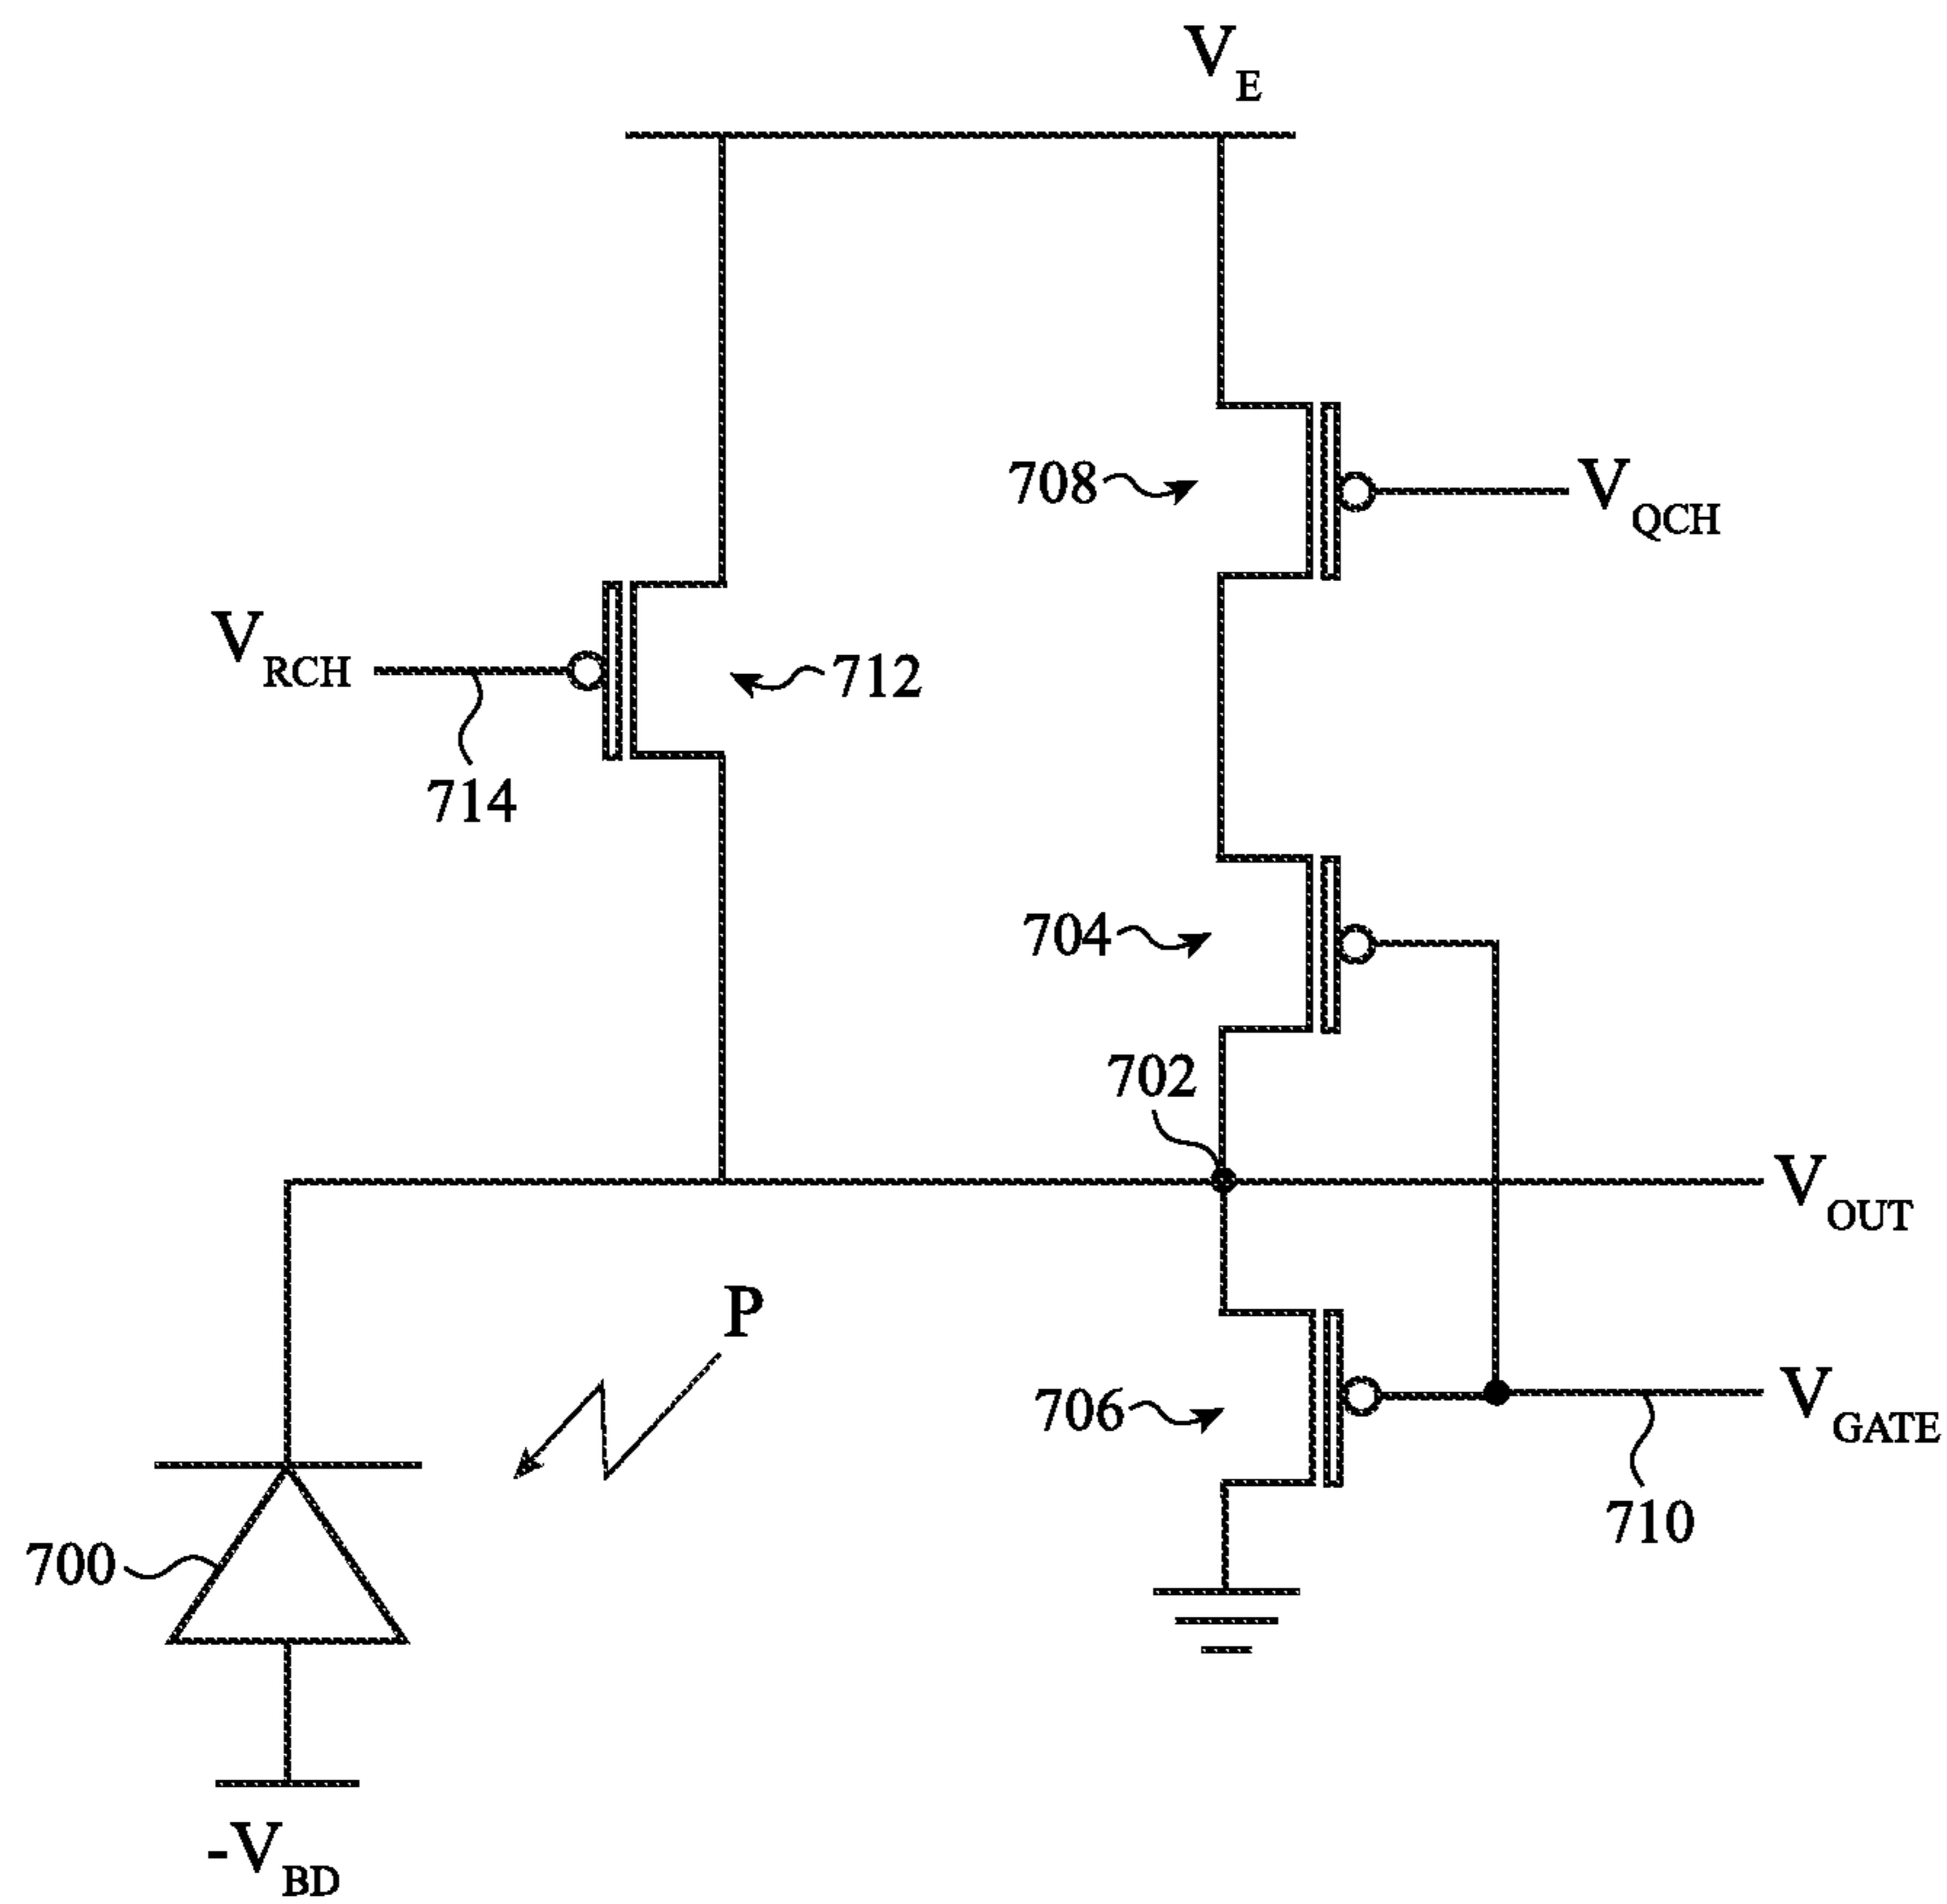 V_E
708
V_QCH
V_RCH
712
714
704
702
V_OUT
P
706
V_GATE
710
700
-V_BD